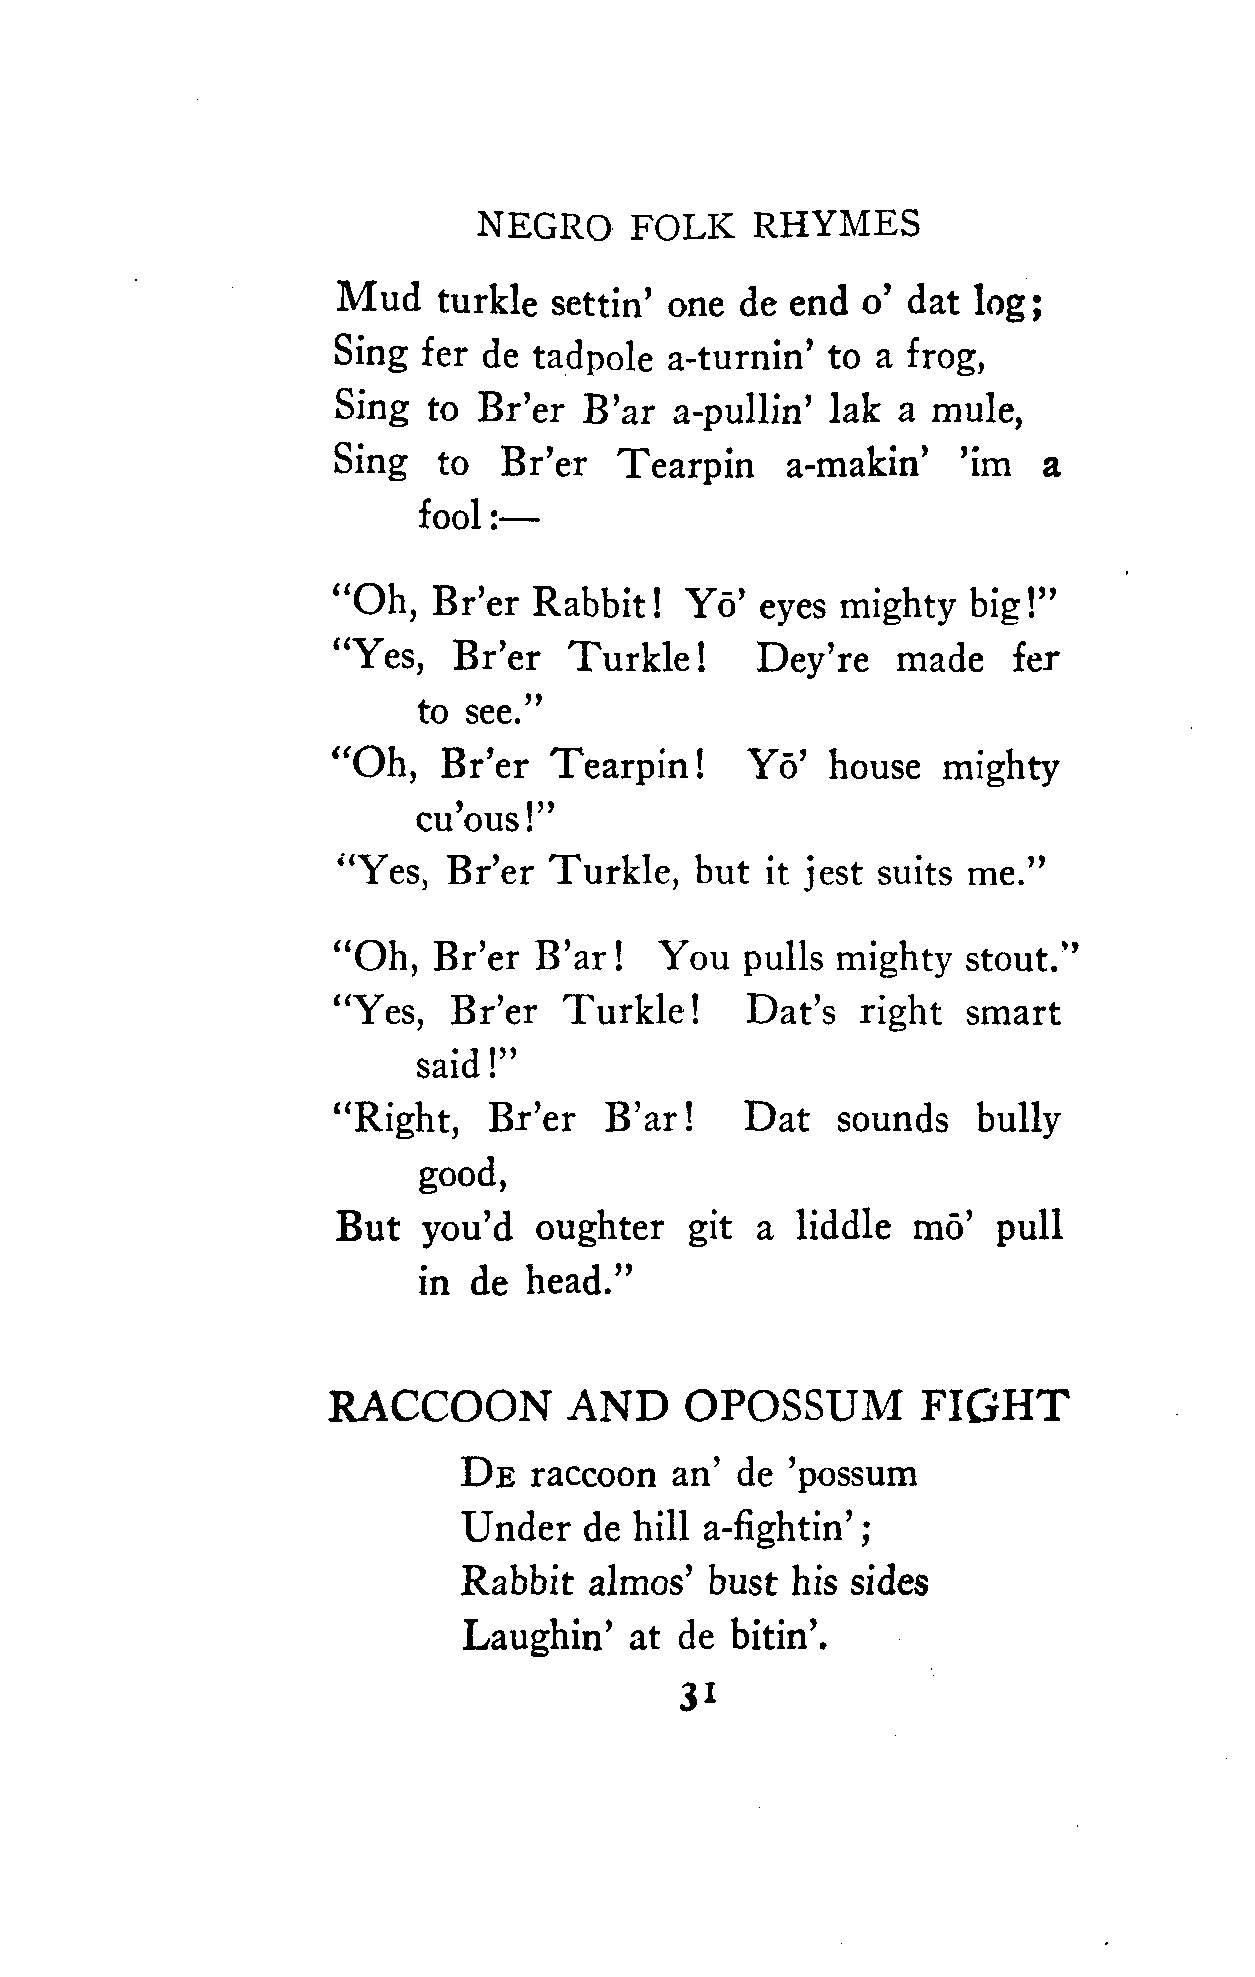 NEGRO FOLK RHYMES
Mud turkle settin' one de end o' dat log;
Sing fer de tadpole a-turnin' to a frog,
Sing to Br'er B'ar a-pullin' lak a mule,
Sing to Br'er Tearpin a-makin' 'im a
fool:—
"Oh, Br'er Rabbit! Yō' eyes mighty big!"
"Yes, Br'er Turkle! Dey're made fer
to see."
"Oh, Br'er Tearpin! Yō' house mighty
cu'ous!"
"Yes, Br'er Turkle, but it jest suits me."
"Oh, Br'er B'ar! You pulls mighty stout."
"Yes, Br'er Turkle! Dat's right smart
said!"
"Right, Br'er B'ar! Dat sounds bully
good,
But you'd oughter git a liddle mō' pull
in de head."
RACCOON AND OPOSSUM FIGHT
De raccoon an' de 'possum
Under de hill a-fightin';
Rabbit almos' bust his sides
Laughin' at de bitin'.
31